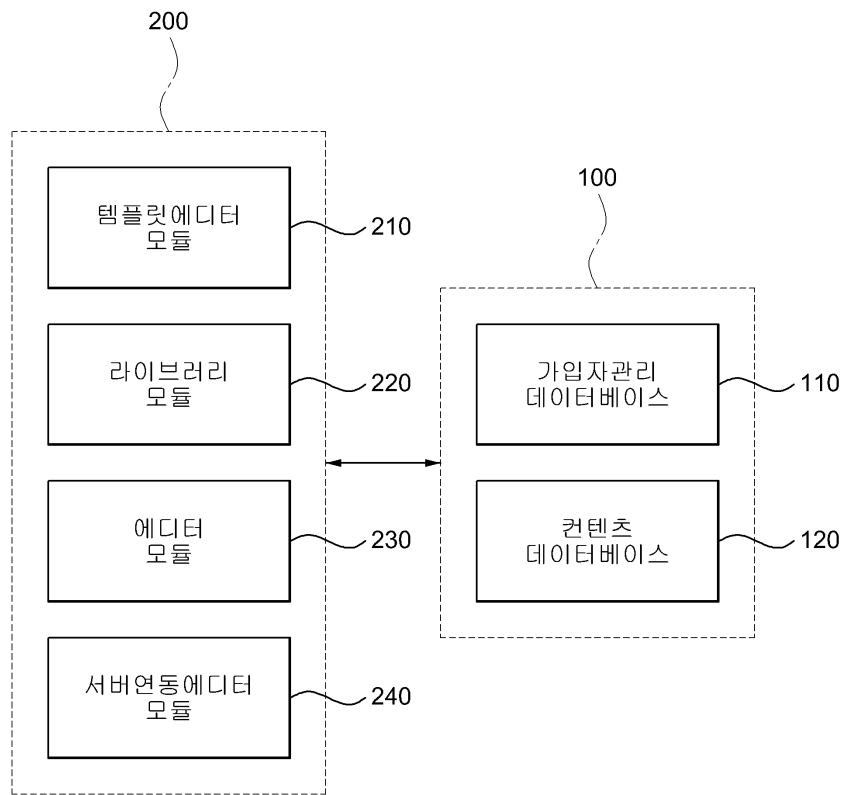 200
템플릿에디터
모듈
210
라이브러리
모듈
220
에디터
모듈
230
서버연동에디터
모듈
240
100
가입자관리
데이터베이스
110
컨텐츠
데이터베이스
120